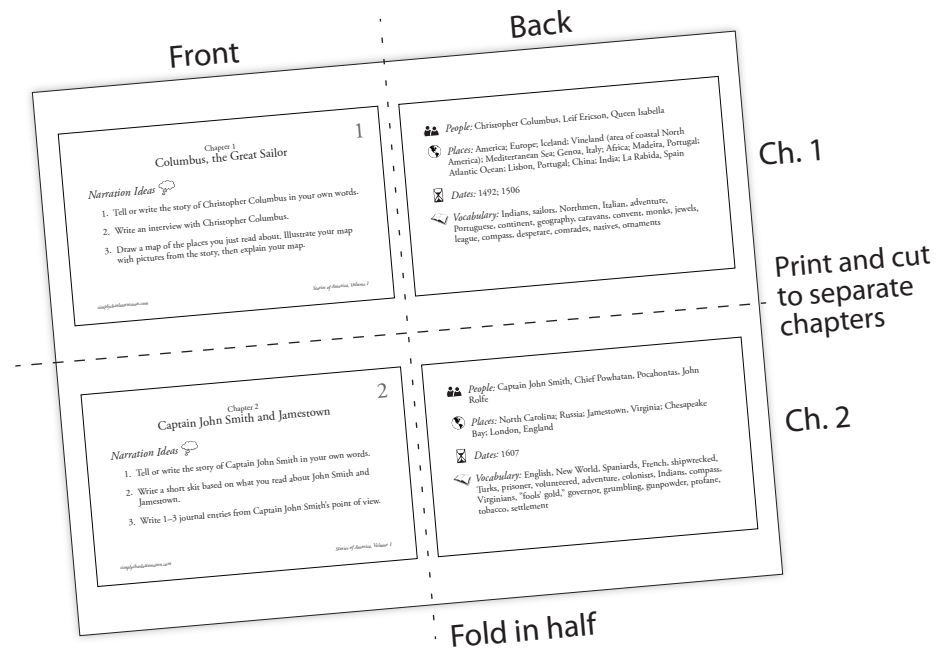 Front
Back
1
Chapter 1
Columbus, the Great Sailor
Narration Ideas
1. Tell or write the story of Christopher Columbus in your own words.
2. Write an interview with Christopher Columbus.
3. Draw a map of the places you just read about. Illustrate your map
with pictures from the story, then explain your map.
simplycharlottemason.com
Stories of America, Volume 1
People: Christopher Columbus, Leif Ericson, Queen Isabella
Places: America; Europe; Iceland; Vineland (area of coastal North
America); Mediterranean Sea; Genoa, Italy; Africa; Madeira, Portugal;
Atlantic Ocean; Lisbon, Portugal; China; India; La Rabida, Spain
Dates: 1492; 1506
Vocabulary: Indians, sailors, Northmen, Italian, adventure,
Portuguese, continent, geography, caravans, convent, monks, jewels,
league, compass, desperate, comrades, natives, ornaments
Ch. 1
Print and cut
to separate
chapters
2
Chapter 2
Captain John Smith and Jamestown
Narration Ideas
1. Tell or write the story of Captain John Smith in your own words.
2. Write a short skit based on what you read about John Smith and
Jamestown.
3. Write 1–3 journal entries from Captain John Smith's point of view.
simplycharlottemason.com
Stories of America, Volume 1
People: Captain John Smith, Chief Powhatan, Pocahontas, John
Rolfe
Places: North Carolina; Russia; Jamestown, Virginia; Chesapeake
Bay; London, England
Dates: 1607
Vocabulary: English, New World, Spaniards, French, shipwrecked,
Turks, prisoner, volunteered, adventure, colonists, Indians, compass,
Virginians, "fools' gold," governor, grumbling, gunpowder, profane,
tobacco, settlement
Ch. 2
Fold in half